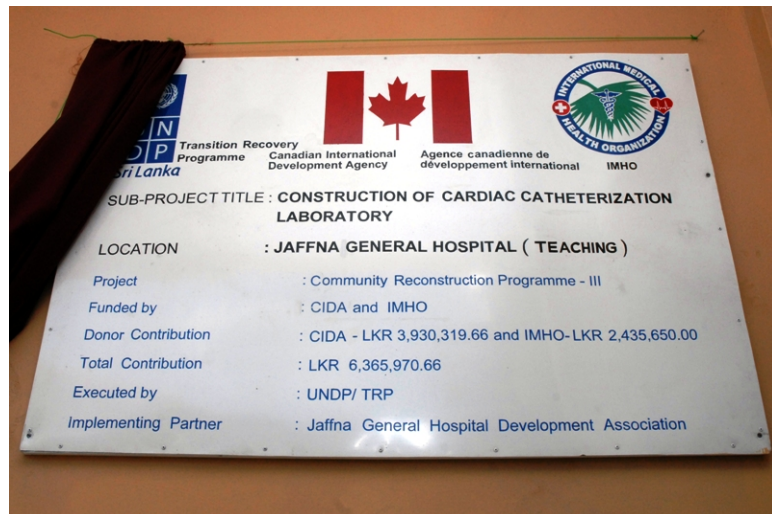 UN
DP
Sri Lanka
Transition Recovery
Programme
Canadian International
Development Agency
Agence canadienne de
développement international
INTERNATIONAL MEDICAL
HEALTH ORGANIZATION
IMHO
SUB-PROJECT TITLE : CONSTRUCTION OF CARDIAC CATHETERIZATION
LABORATORY
LOCATION : JAFFNA GENERAL HOSPITAL ( TEACHING )
Project : Community Reconstruction Programme - III
Funded by : CIDA and IMHO
Donor Contribution : CIDA - LKR 3,930,319.66 and IMHO- LKR 2,435,650.00
Total Contribution : LKR 6,365,970.66
Executed by : UNDP/ TRP
Implementing Partner : Jaffna General Hospital Development Association